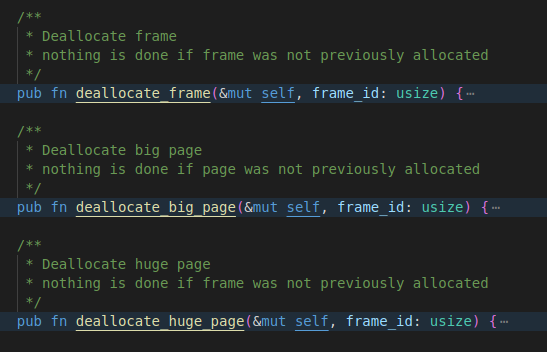 /**
* Deallocate frame
* nothing is done if frame was not previously allocated
*/
pub fn deallocate_frame(&mut self, frame_id: usize) {⋯
/**
* Deallocate big page
* nothing is done if page was not previously allocated
*/
pub fn deallocate_big_page(&mut self, frame_id: usize) {⋯
/**
* Deallocate huge page
* nothing is done if frame was not previously allocated
*/
pub fn deallocate_huge_page(&mut self, frame_id: usize) {⋯